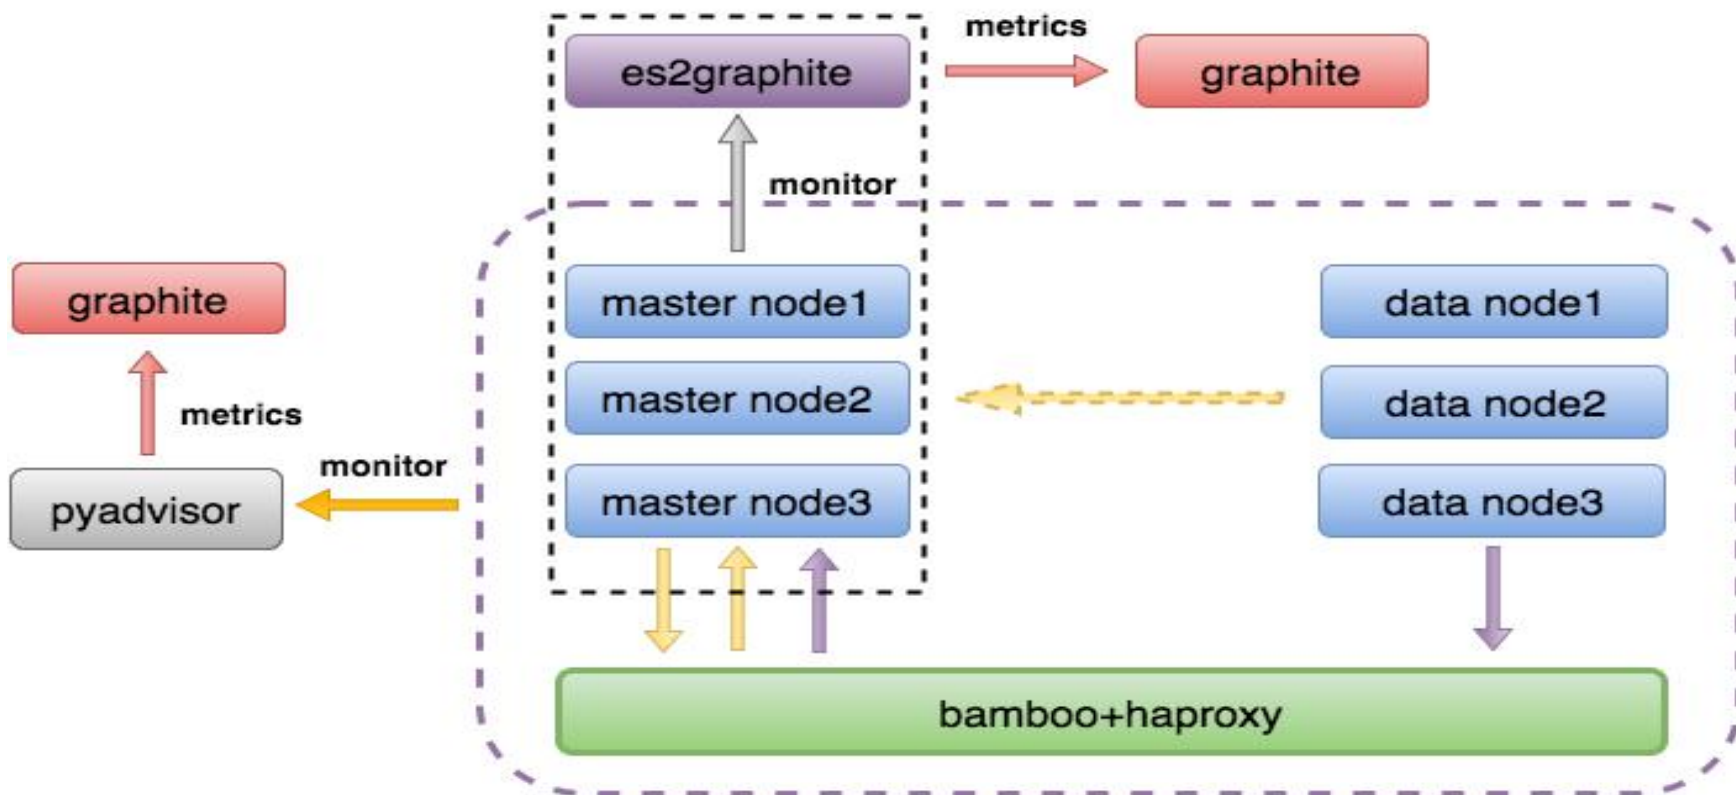 metrics
es2graphite
graphite
monitor
master node1
data node1
graphite
master node2
data node2
metrics
monitor
master node3
data node3
pyadvisor
bamboo+haproxy